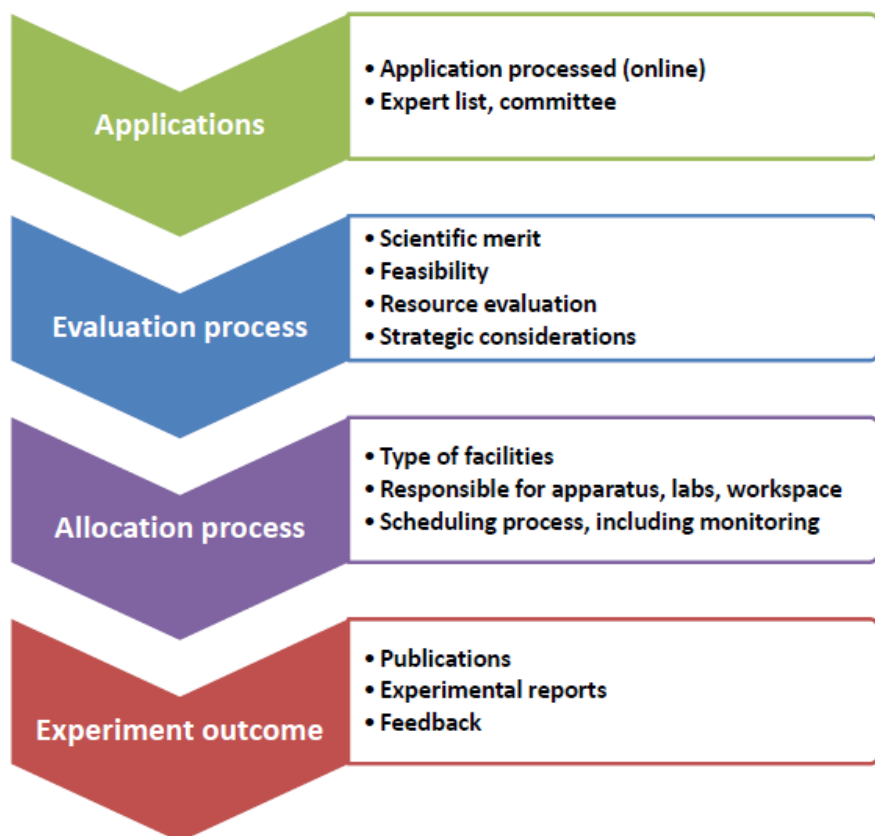 Applications
• Application processed (online)
• Expert list, committee
Evaluation process
• Scientific merit
• Feasibility
• Resource evaluation
• Strategic considerations
Allocation process
• Type of facilities
• Responsible for apparatus, labs, workspace
• Scheduling process, including monitoring
Experiment outcome
• Publications
• Experimental reports
• Feedback